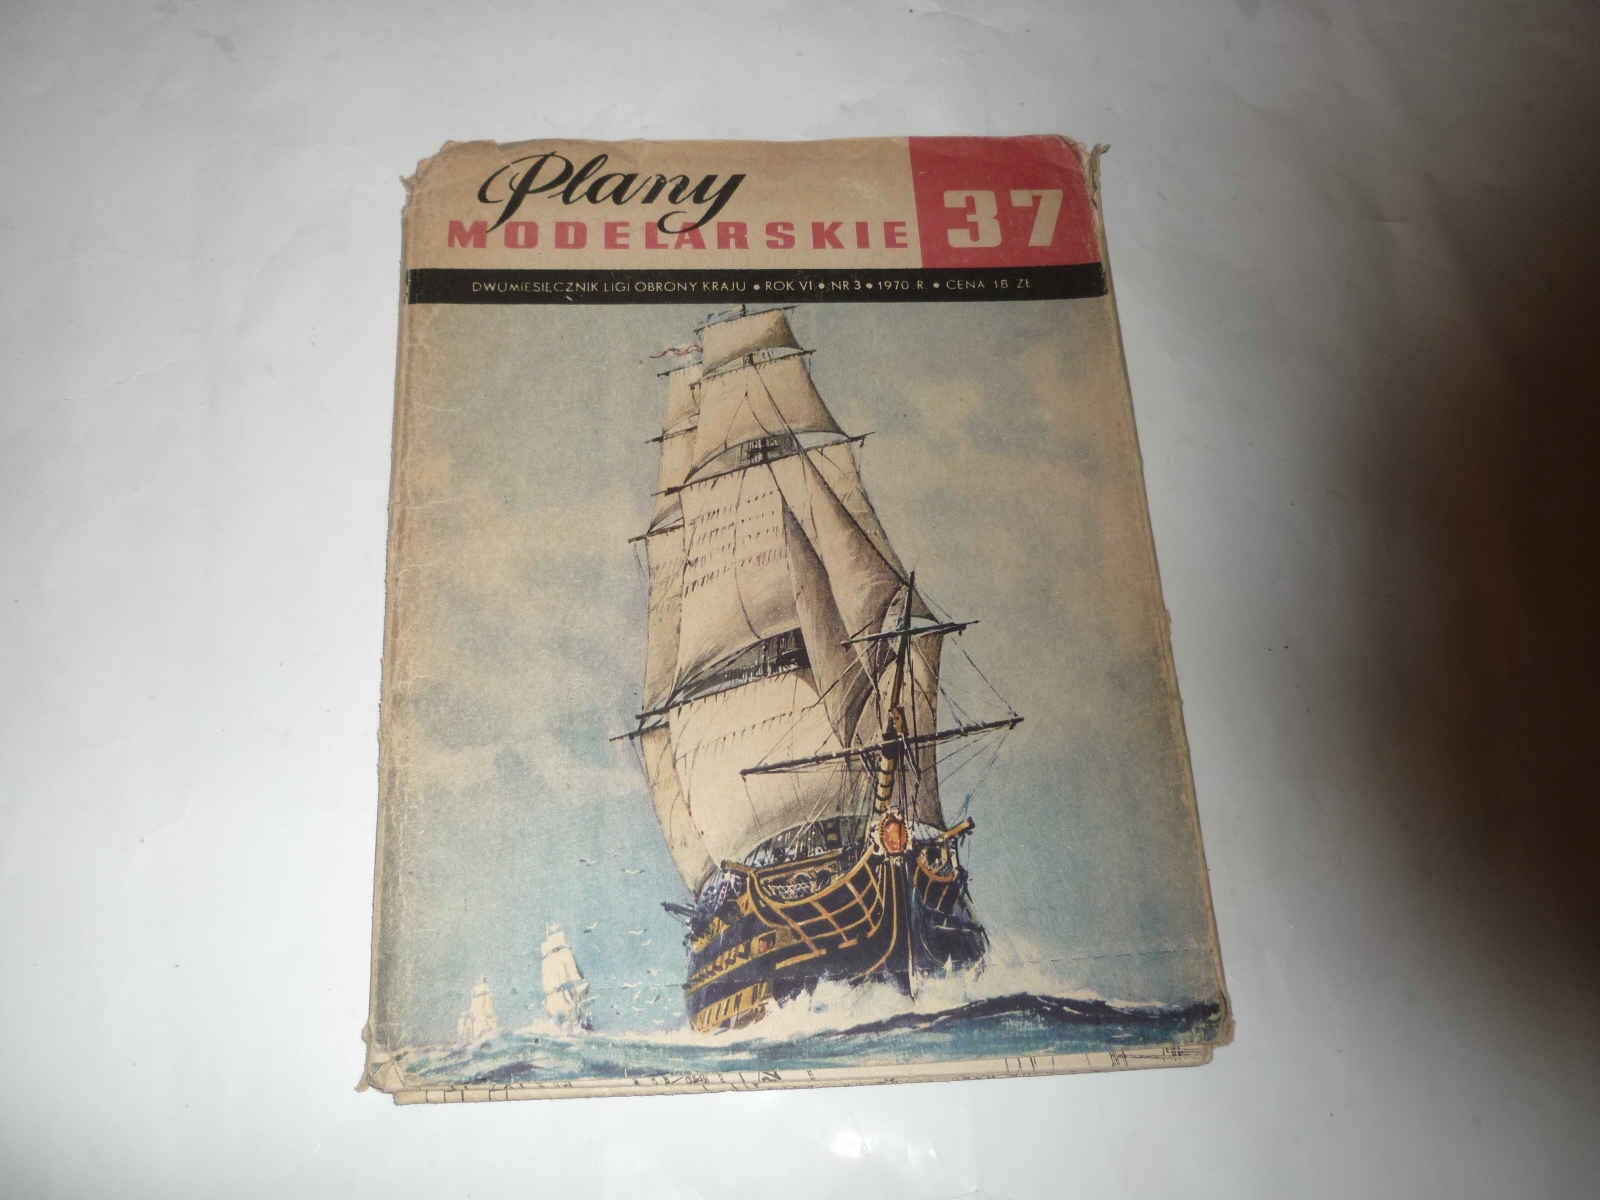 Plany
MODELARSKIE 37
DWUMIESIĘCZNIK LIGI OBRONY KRAJU • ROK VI • NR 3 • 1970 R. • CENA 18 ZŁ